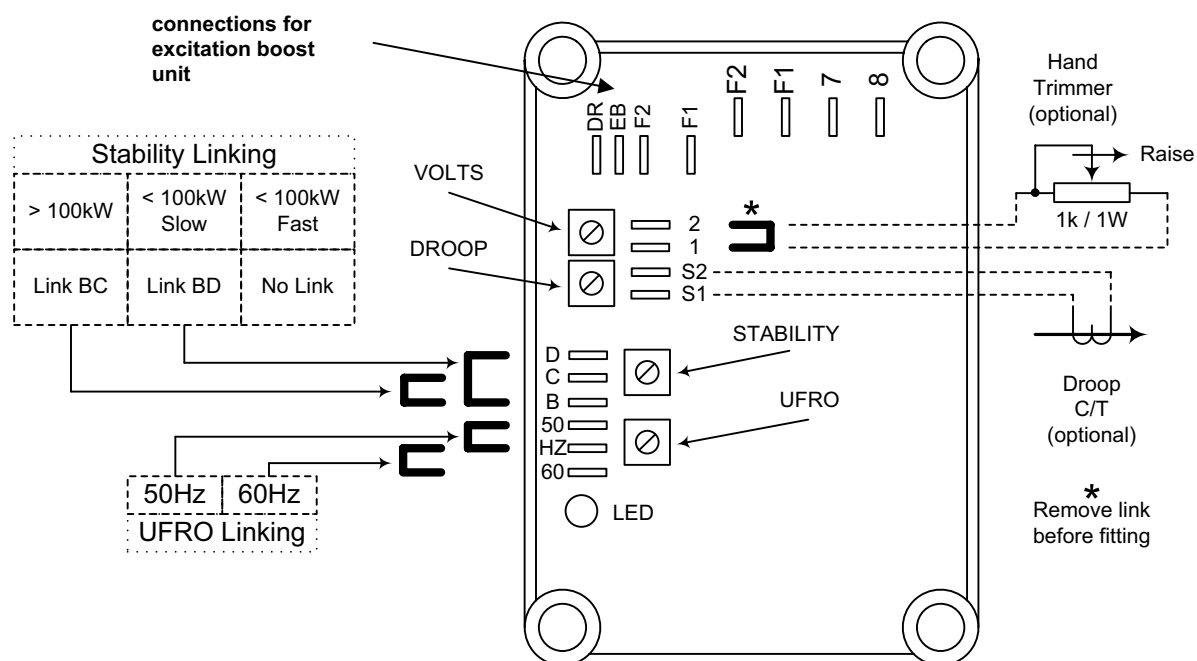 connections for
excitation boost
unit
Stability Linking
> 100kW
< 100kW
Slow
< 100kW
Fast
Link BC
Link BD
No Link
50Hz
60Hz
UFRO Linking
VOLTS
DROOP
DR
EB
F2
F1
F2
F1
7
8
2
1
S2
S1
*
D
C
B
50
HZ
60
STABILITY
UFRO
LED
Hand
Trimmer
(optional)
Raise
1k / 1W
Droop
C/T
(optional)
*
Remove link
before fitting